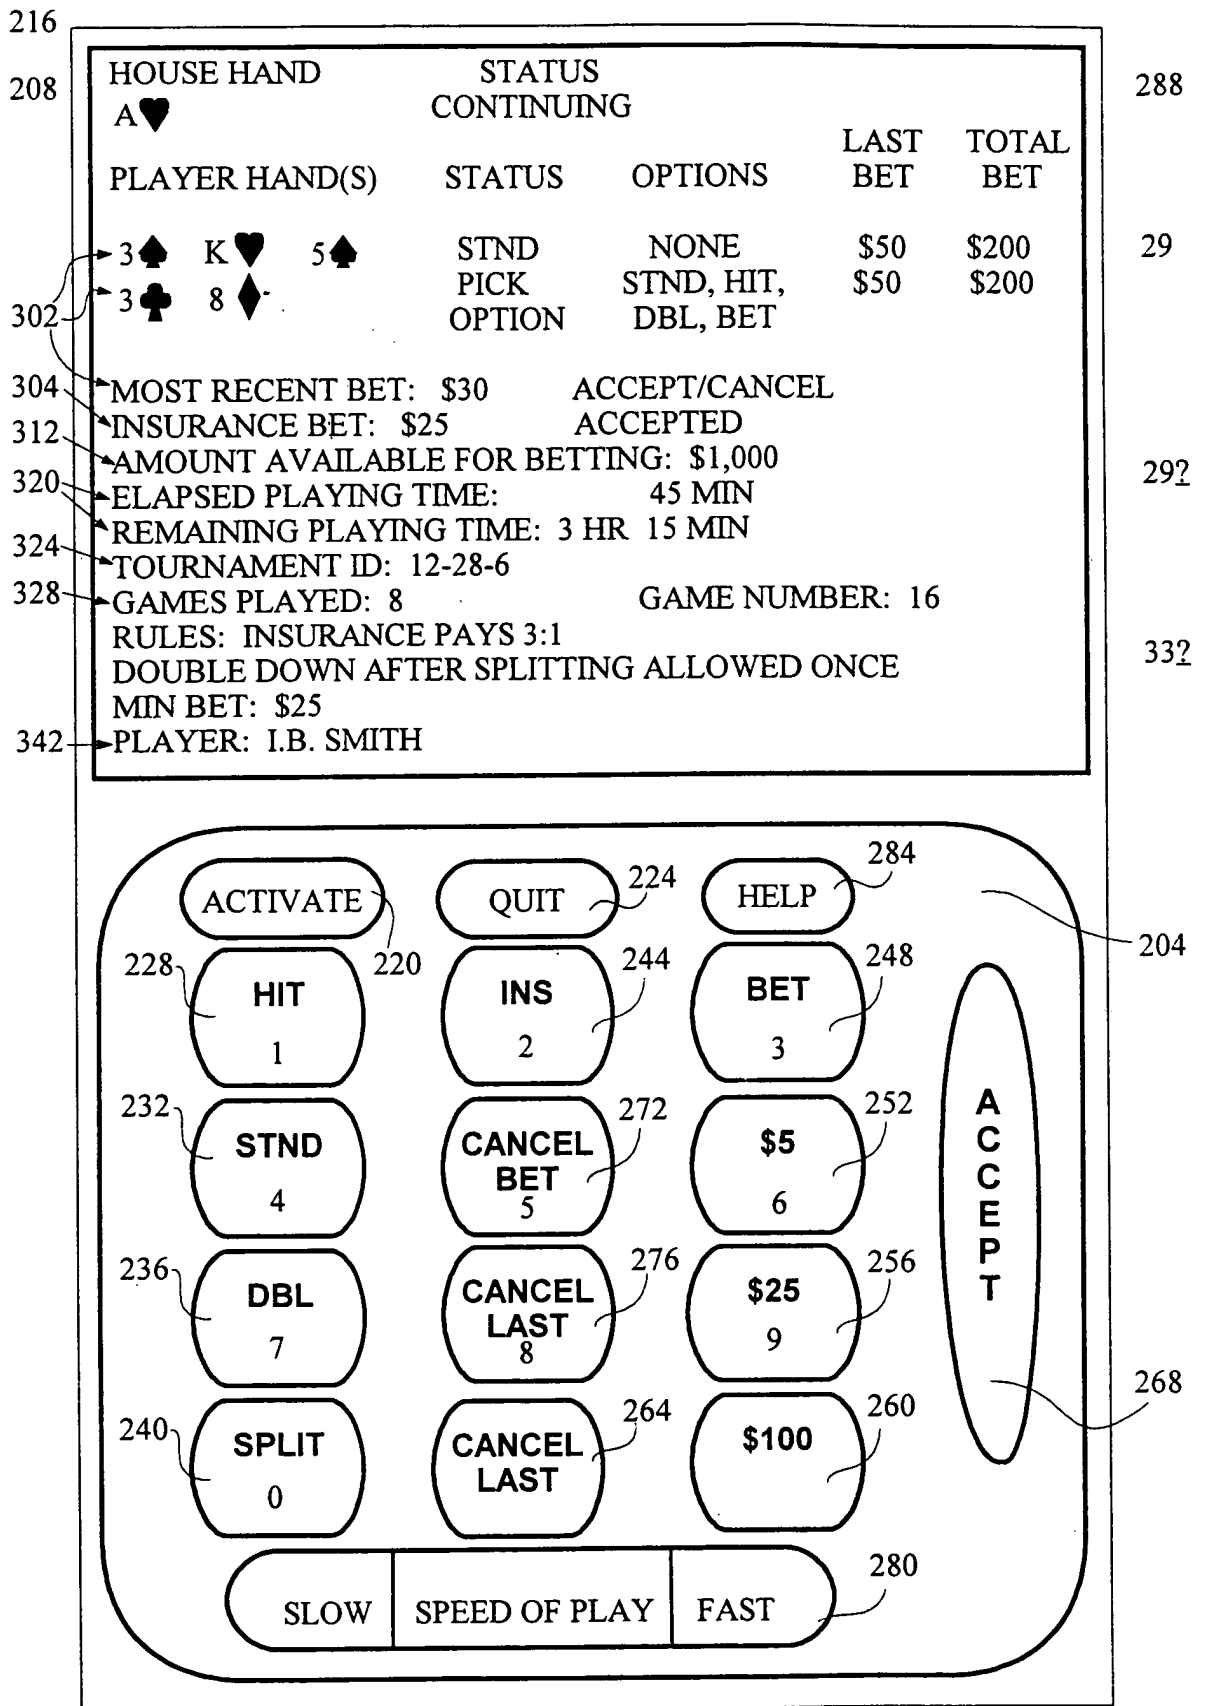 216
HOUSE HAND STATUS
208 A♥ CONTINUING 288
LAST TOTAL
PLAYER HAND(S) STATUS OPTIONS BET BET
3♠ K♥ 5♠ STND NONE $50 $200 29
3♣ 8♦ PICK STND, HIT, $50 $200
302 OPTION DBL, BET
304 MOST RECENT BET: $30 ACCEPT/CANCEL
312 INSURANCE BET: $25 ACCEPTED
AMOUNT AVAILABLE FOR BETTING: $1,000 29?
320 ELAPSED PLAYING TIME: 45 MIN
REMAINING PLAYING TIME: 3 HR 15 MIN
324 TOURNAMENT ID: 12-28-6
328 GAMES PLAYED: 8 GAME NUMBER: 16
RULES: INSURANCE PAYS 3:1
DOUBLE DOWN AFTER SPLITTING ALLOWED ONCE 33?
MIN BET: $25
342 PLAYER: I.B. SMITH
ACTIVATE QUIT 224 HELP 284
204
228 HIT 220 INS 244 BET 248
1 2 3
232 STND CANCEL BET 272 $5 252
4 5 6
ACCEPT
236 DBL CANCEL LAST 276 $25 256
7 8 9
268
240 SPLIT CANCEL LAST 264 $100 260
0
SLOW SPEED OF PLAY FAST 280